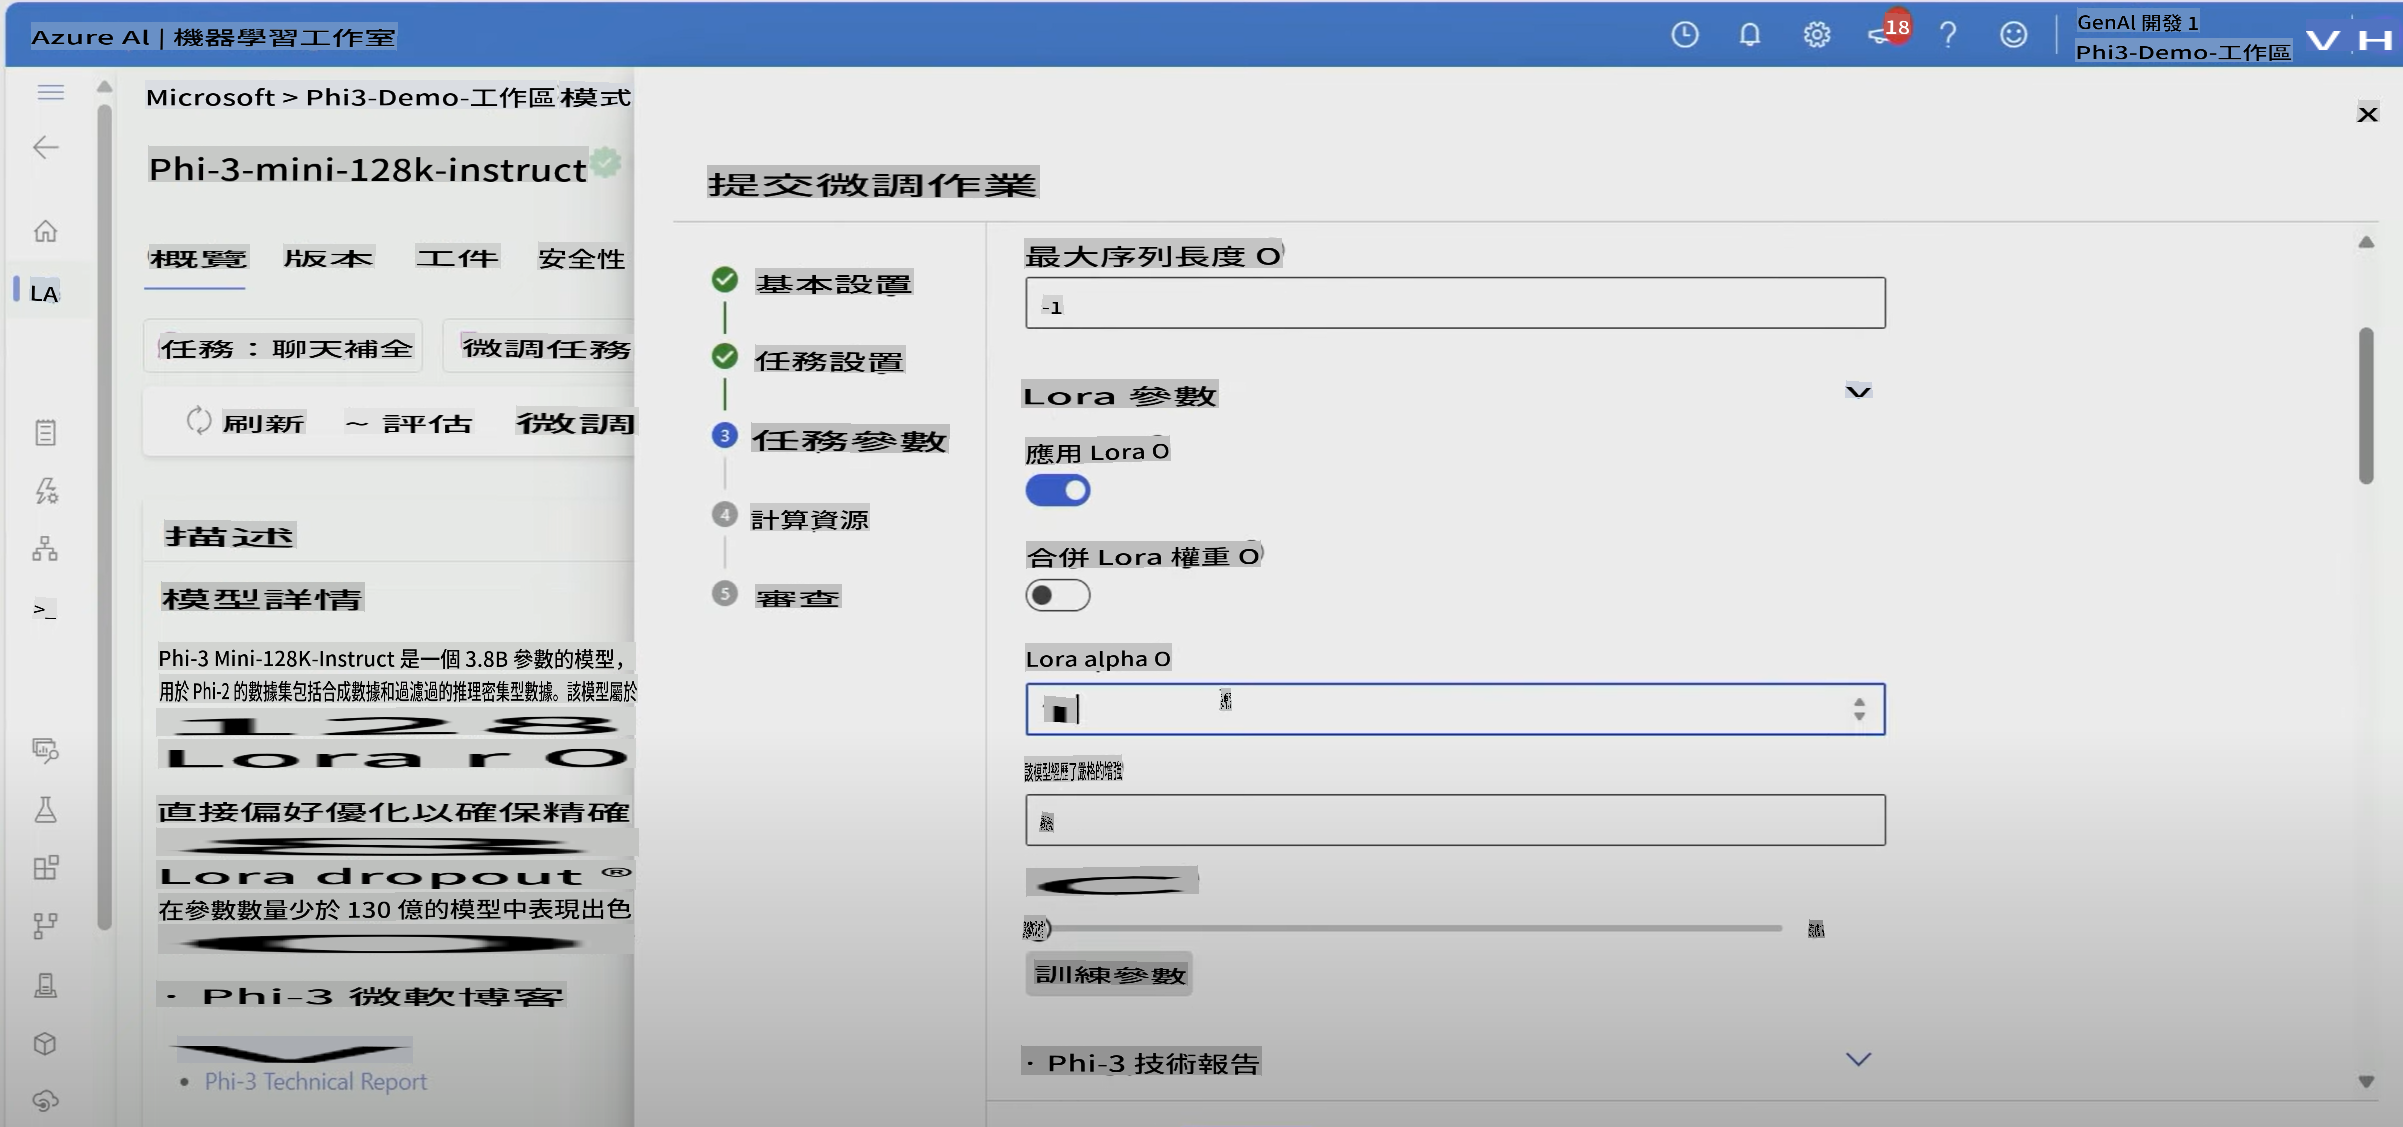 Azure Al | 機器學習工作室
18
GenAl 開發 1
Phi3-Demo-工作區
V H
Microsoft > Phi3-Demo-工作區 模式
X
Phi-3-mini-128k-instruct
概覽
版本
工件
安全性
LA
任務：聊天補全
微調任務
刷新
~ 評估
微調
描述
模型詳情
>_
Phi-3 Mini-128K-Instruct 是一個 3.8B 參數的模型，
用於 Phi-2 的數據集包括合成數據和過濾過的推理密集型數據。該模型屬於
1 2 8
Lora r O
直接偏好優化以確保精確
8
Lora dropout ®
在參數數量少於 130 億的模型中表現出色
O
· Phi-3 微軟博客
V
• Phi-3 Technical Report
提交微調作業
基本設置
任務設置
3 任務參數
4 計算資源
5 審查
最大序列長度 O
-1
Lora 參數
V
應用 Lora O
合併 Lora 權重 O
Lora alpha O
該模型經歷了嚴格的增強
C
訓練參數
· Phi-3 技術報告